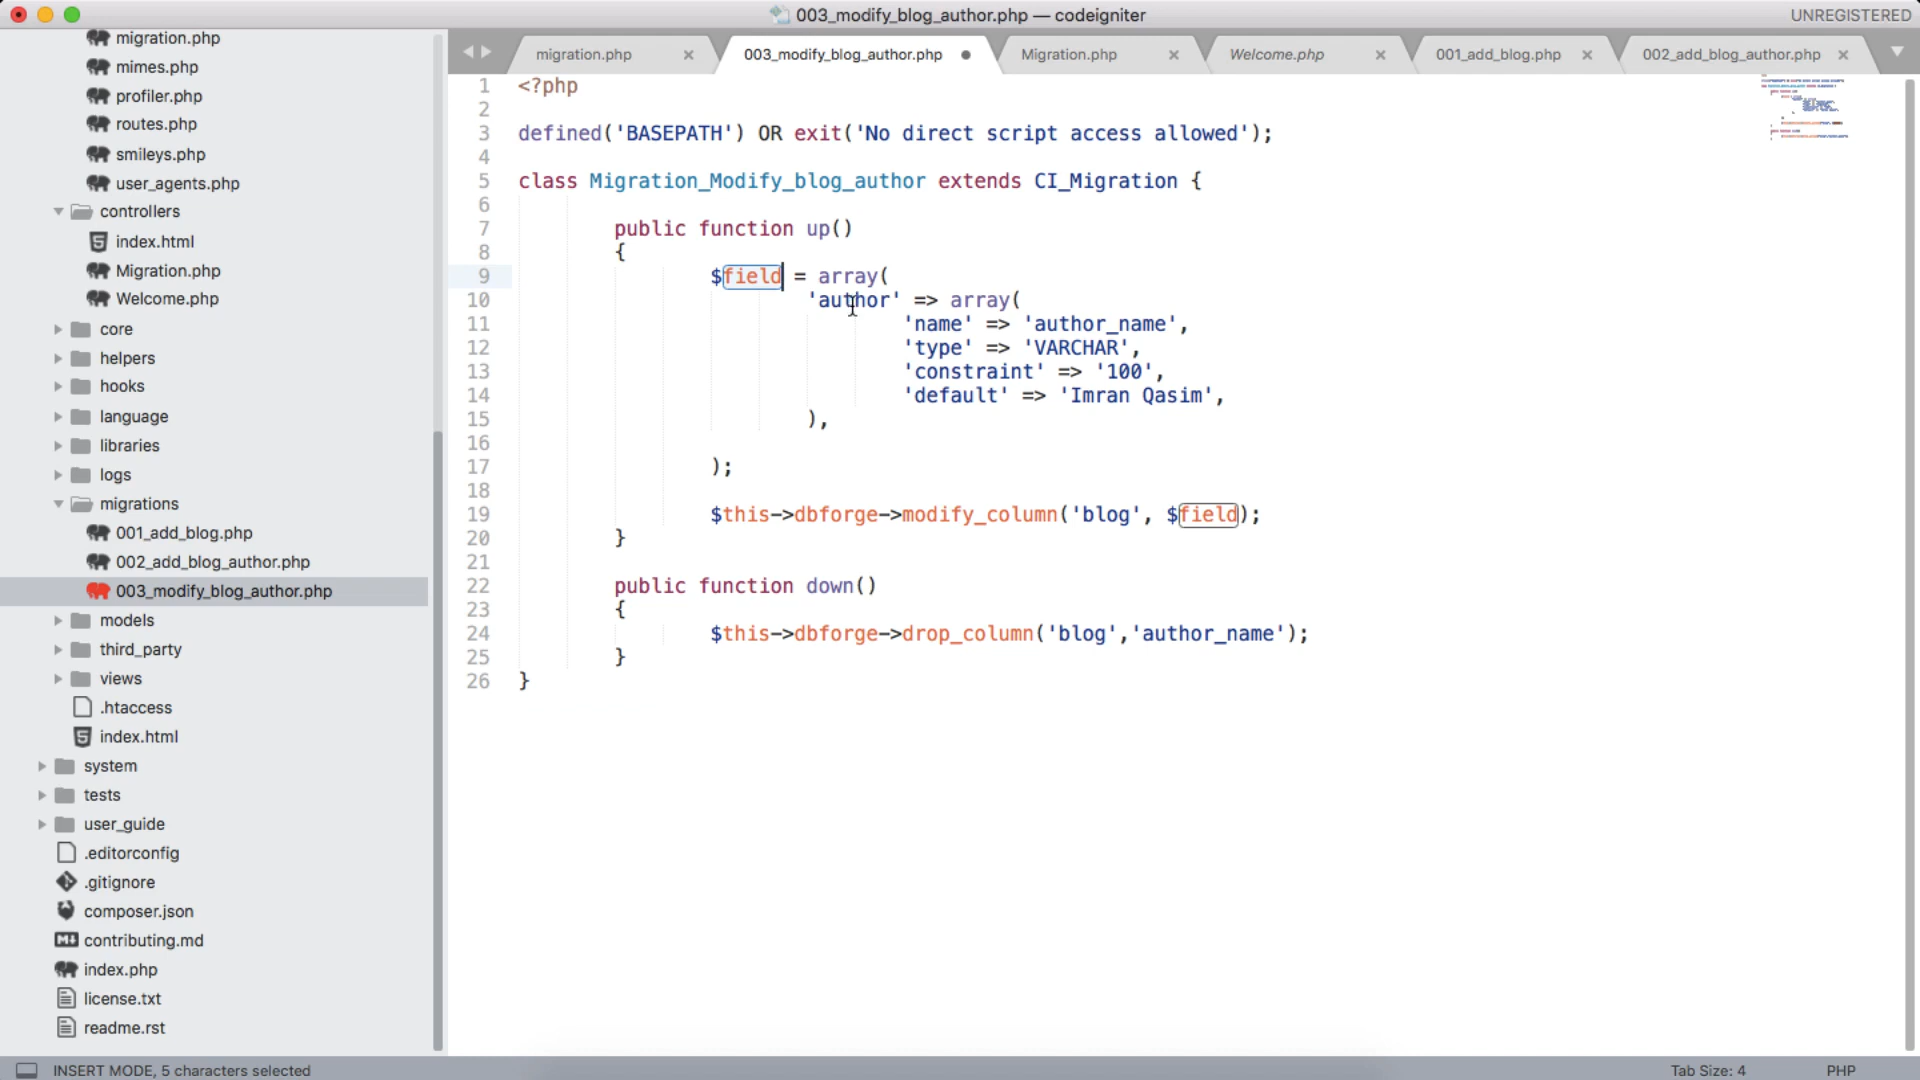 003_modify_blog_author.php — codeigniter
UNREGISTERED
migration.php
mimes.php
profiler.php
routes.php
smileys.php
user_agents.php
controllers
index.html
Migration.php
Welcome.php
core
helpers
hooks
language
libraries
logs
migrations
001_add_blog.php
002_add_blog_author.php
003_modify_blog_author.php
models
third_party
views
.htaccess
index.html
system
tests
user_guide
.editorconfig
.gitignore
composer.json
contributing.md
index.php
license.txt
readme.rst
migration.php
003_modify_blog_author.php
Migration.php
Welcome.php
001_add_blog.php
002_add_blog_author.php
1 <?php
2
3 defined('BASEPATH') OR exit('No direct script access allowed');
4
5 class Migration_Modify_blog_author extends CI_Migration {
6
7 public function up()
8 {
9 $field = array(
10 'author' => array(
11 'name' => 'author_name',
12 'type' => 'VARCHAR',
13 'constraint' => '100',
14 'default' => 'Imran Qasim',
15 ),
16
17 );
18
19 $this->dbforge->modify_column('blog', $field);
20 }
21
22 public function down()
23 {
24 $this->dbforge->drop_column('blog','author_name');
25 }
26 }
INSERT MODE, 5 characters selected
Tab Size: 4
PHP